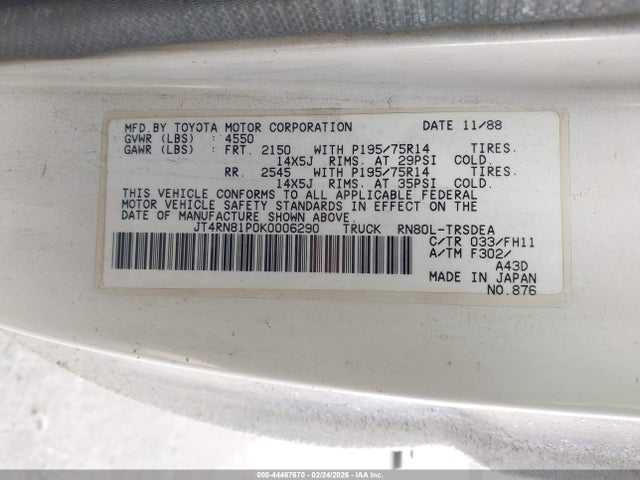 MFD.BY TOYOTA MOTOR CORPORATION DATE 11/88
GVWR (LBS) : 4550
GAWR (LBS) : FRT. 2150 WITH P195/75R14 TIRES.
14X5J RIMS. AT 29PSI COLD.
RR. 2545 WITH P195/75R14 TIRES.
14X5J RIMS. AT 35PSI COLD.
THIS VEHICLE CONFORMS TO ALL APPLICABLE FEDERAL
MOTOR VEHICLE SAFETY STANDARDS IN EFFECT ON THE
DATE OF MANUFACTURE SHOWN ABOVE.
JT4RN81P0K0006290 TRUCK RN80L-TRSDEA
C/TR 033/FH11
A/TM F302/
A43D
MADE IN JAPAN
NO.876
000-44467670 - 02/24/2026 - IAAI INC.